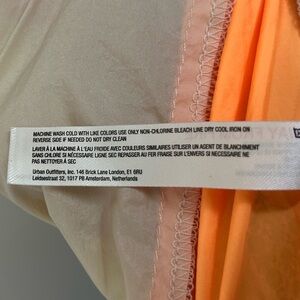 MACHINE WASH COLD WITH LIKE COLORS USE ONLY NON-CHLORINE BLEACH LINE DRY COOL IRON ON
REVERSE SIDE IF NEEDED DO NOT DRY CLEAN
LAVER À LA MACHINE À L'EAU FROIDE AVEC COULEURS SIMILAIRES UTILISER UN AGENT DE BLANCHIMENT
SANS CHLORE SI NÉCESSAIRE LIGNE SEC REPASSER AU FER SUR ENVERS SI NÉCESSAIRE NE
PAS NETTOYER À SEC
Urban Outfitters, Inc. 146 Brick Lane London, E1 6RU
Leidsestraat 32, 1017 PB Amsterdam, Netherlands